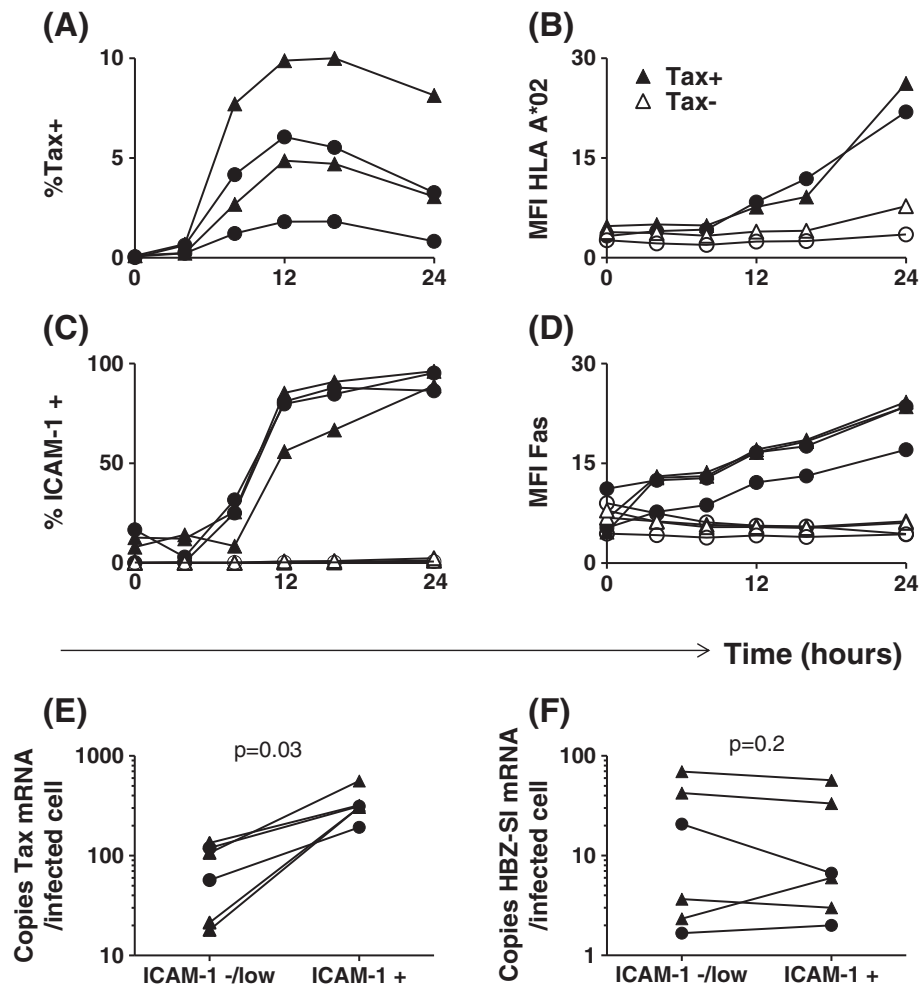 (A)
%Tax+
10
5
0
0
12
24
(B)
MFI HLA A*02
30
15
0
0
12
24
Tax+
Tax-
(C)
% ICAM-1 +
100
50
0
0
12
24
(D)
MFI Fas
30
15
0
0
12
24
Time (hours)
(E)
Copies Tax mRNA
/infected cell
1000
100
10
p=0.03
ICAM-1 -/low
ICAM-1 +
(F)
Copies HBZ-SI mRNA
/infected cell
100
10
1
p=0.2
ICAM-1 -/low
ICAM-1 +